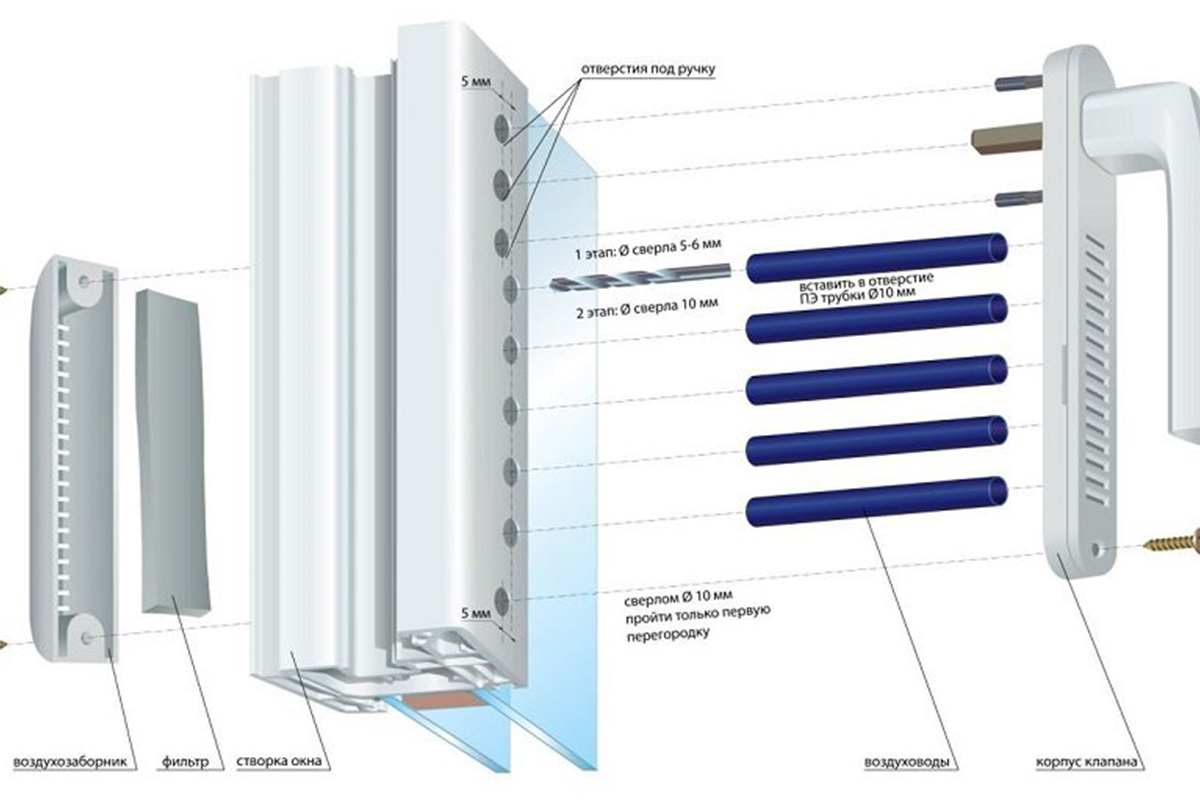 отверстия под ручку
5 мм
1 этап: Ø сверла 5-6 мм
2 этап: Ø сверла 10 мм
вставить в отверстие
ПЭ трубки Ø10 мм
5 мм
сверлом Ø 10 мм
пройти только первую
перегородку
воздухозаборник
фильтр
створка окна
воздуховоды
корпус клапана